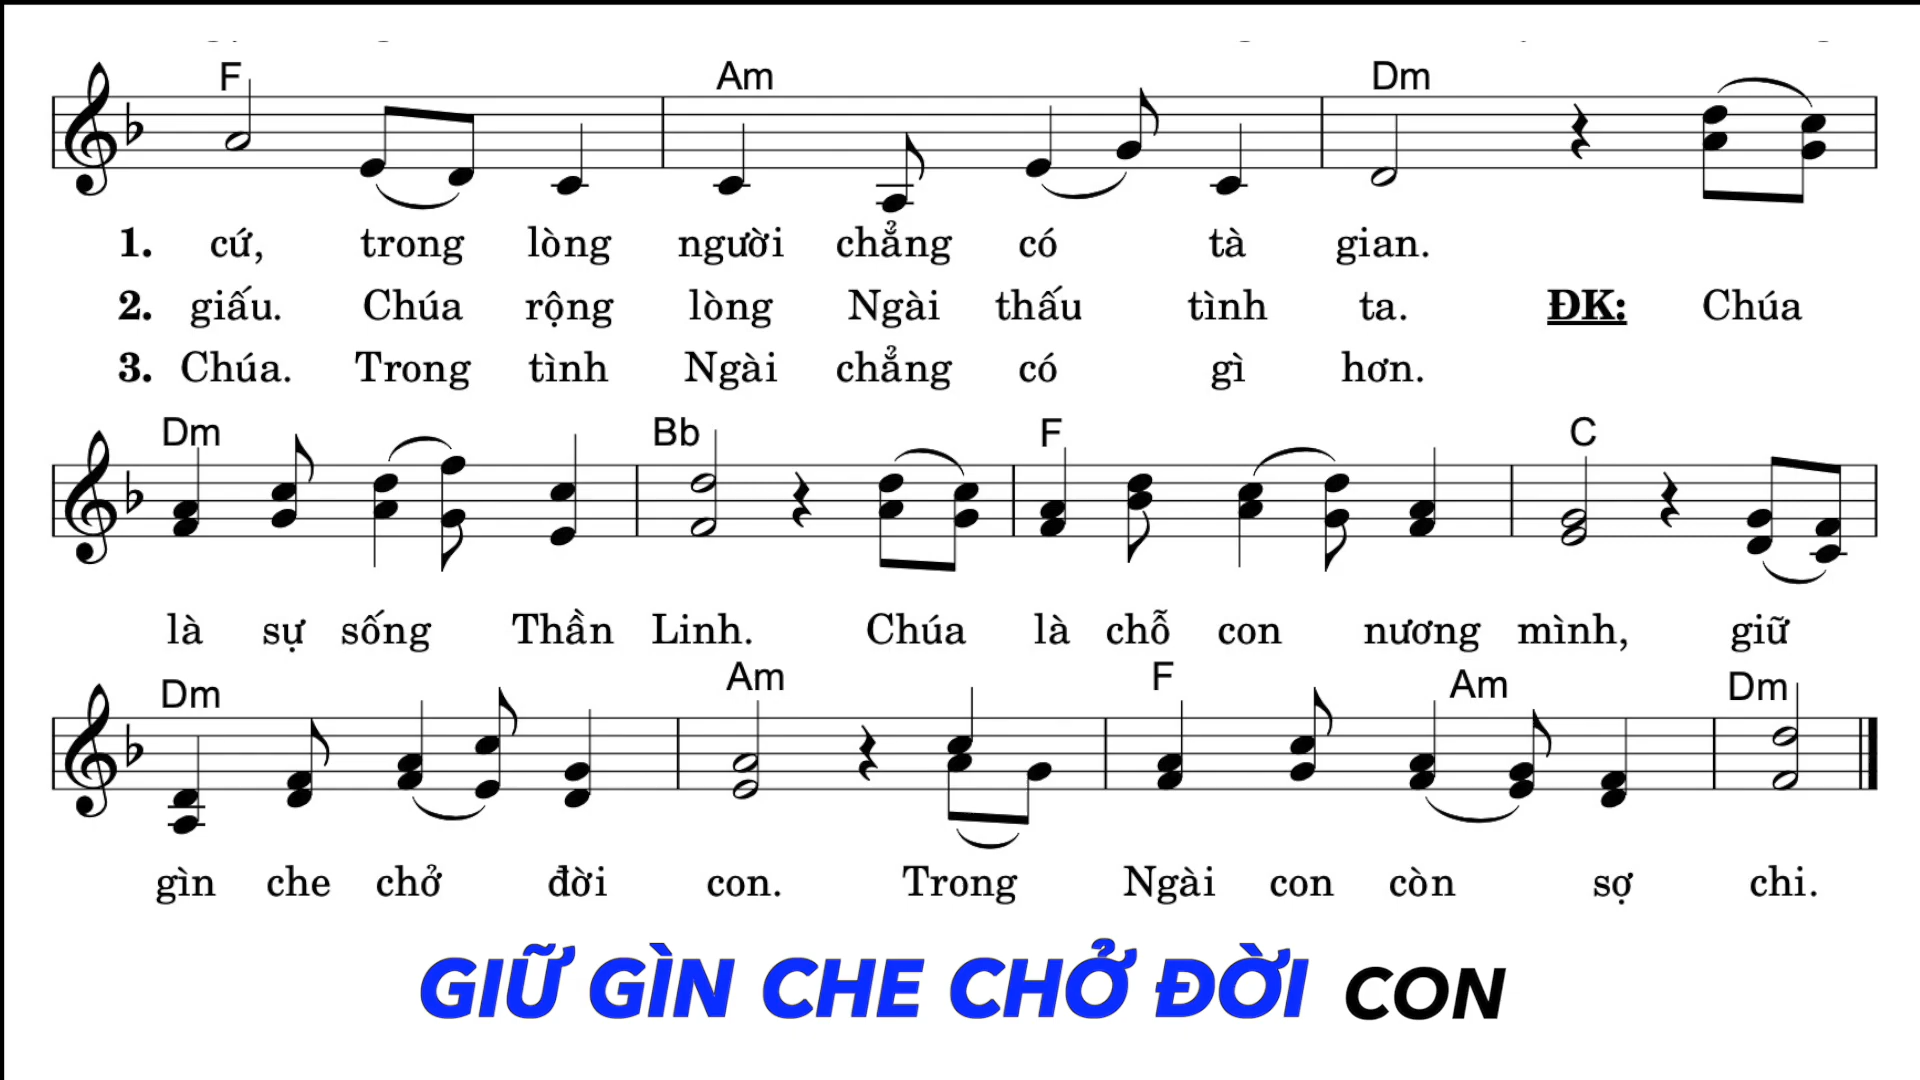 F Am Dm
1. cứ, trong lòng người chẳng có tà gian.
2. giấu. Chúa rộng lòng Ngài thấu tình ta. ĐK: Chúa
3. Chúa. Trong tình Ngài chẳng có gì hơn.
Dm Bb F C
là sự sống Thần Linh. Chúa là chỗ con nương mình, giữ
Dm Am F Am Dm
gìn che chở đời con. Trong Ngài con còn sợ chi.
GIỮ GÌN CHE CHỞ ĐỜI CON